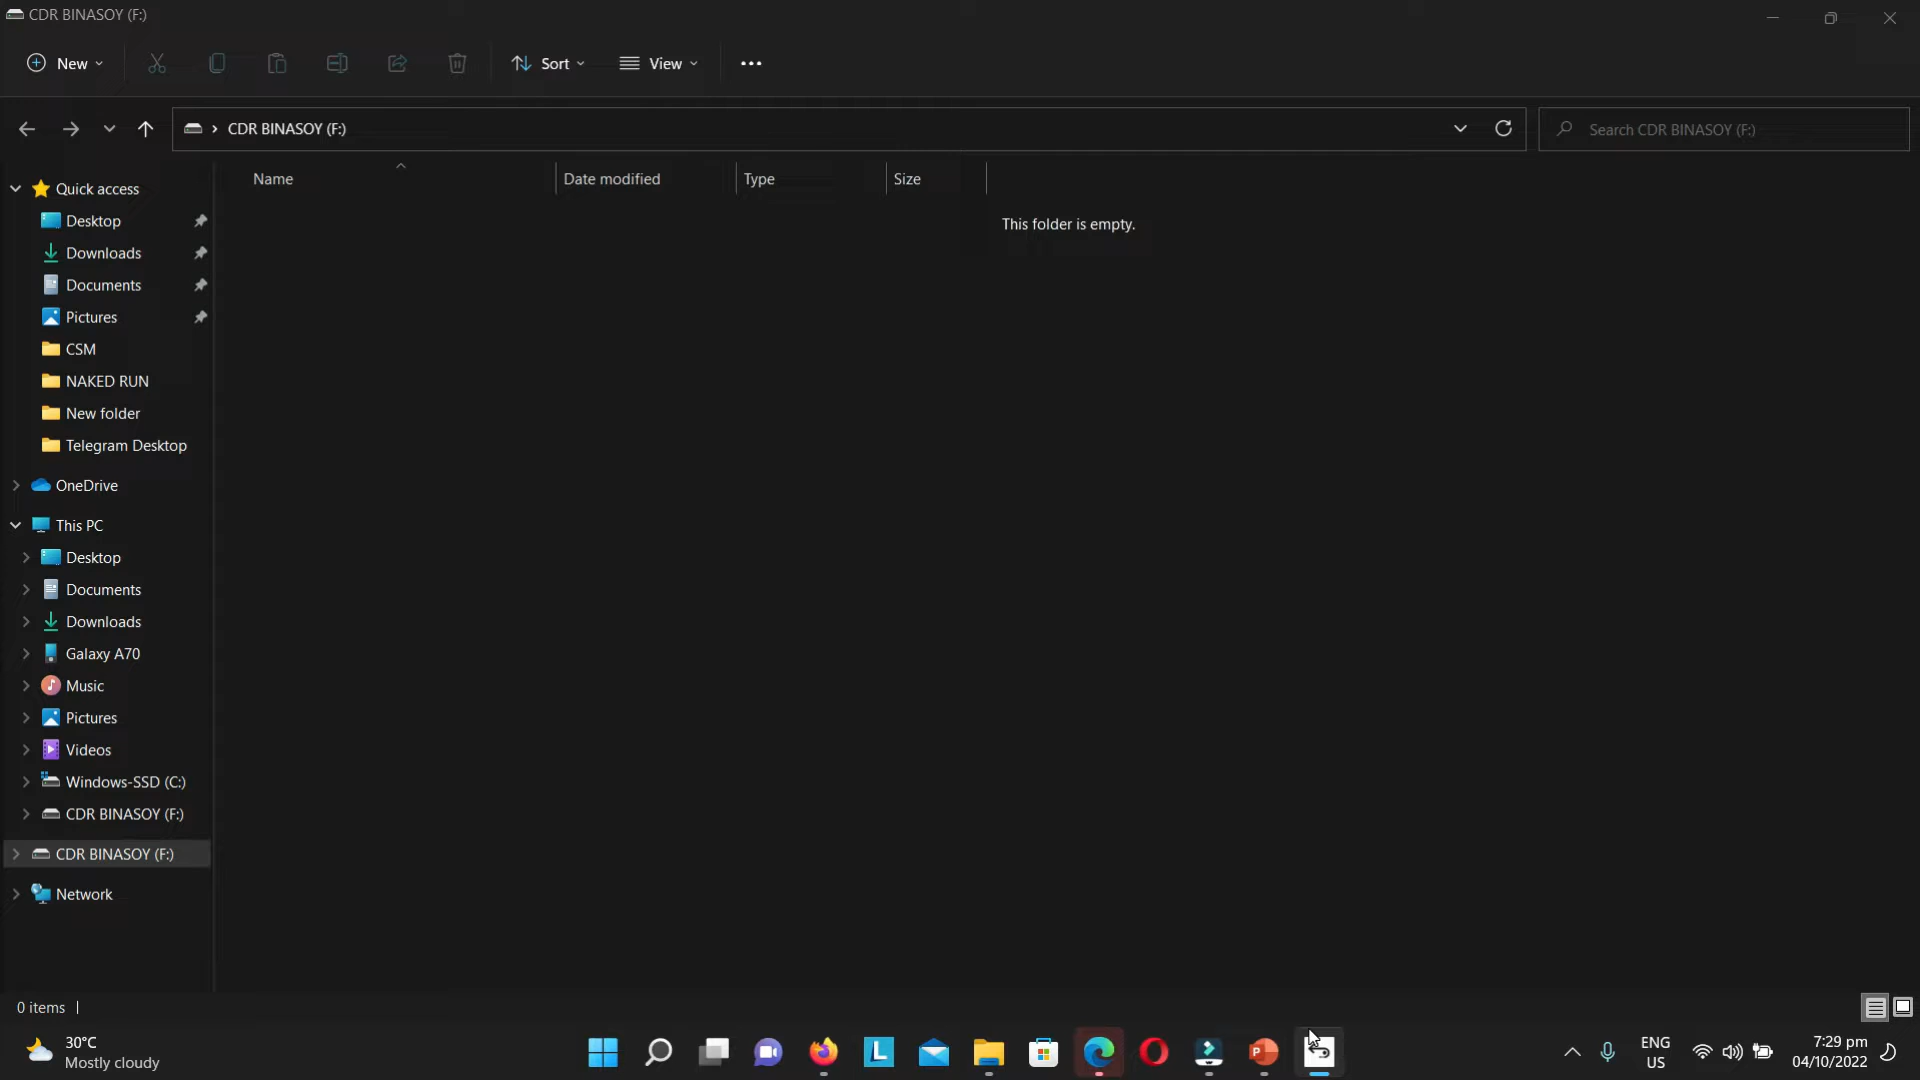 CDR BINASOY (F:)
New
Sort
View
CDR BINASOY (F:)
Search CDR BINASOY (F:)
Name
Date modified
Type
Size
This folder is empty.
Quick access
Desktop
Downloads
Documents
Pictures
CSM
NAKED RUN
New folder
Telegram Desktop
OneDrive
This PC
Desktop
Documents
Downloads
Galaxy A70
Music
Pictures
Videos
Windows-SSD (C:)
CDR BINASOY (F:)
CDR BINASOY (F:)
Network
0 items
30°C
Mostly cloudy
L
P
ENG
US
7:29 pm
04/10/2022